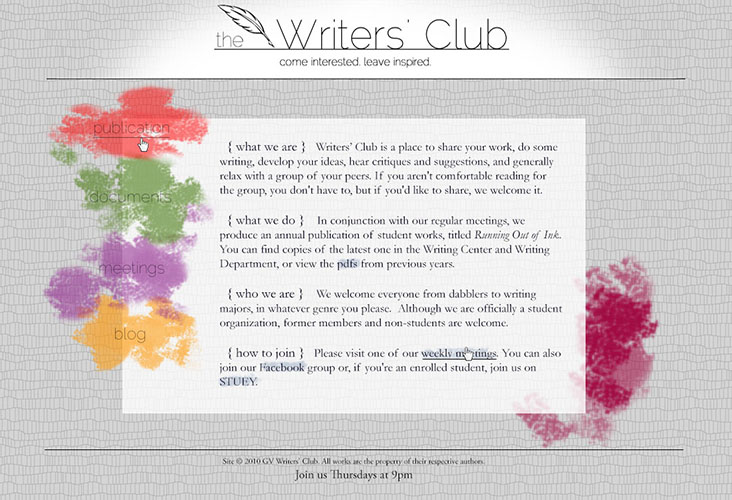 the Writers' Club
come interested. leave inspired.
publication
documents
meetings
blog
{ what we are } Writers' Club is a place to share your work, do some
writing, develop your ideas, hear critiques and suggestions, and generally
relax with a group of your peers. If you aren't comfortable reading for
the group, you don't have to, but if you'd like to share, we welcome it.
{ what we do } In conjunction with our regular meetings, we
produce an annual publication of student works, titled Running Out of Ink.
You can find copies of the latest one in the Writing Center and Writing
Department, or view the pdfs from previous years.
{ who we are } We welcome everyone from dabblers to writing
majors, in whatever genre you please. Although we are officially a student
organization, former members and non-students are welcome.
{ how to join } Please visit one of our weekly meetings. You can also
join our Facebook group or, if you're an enrolled student, join us on
STUEY.
Site © 2010 GV Writers' Club. All works are the property of their respective authors.
Join us Thursdays at 9pm